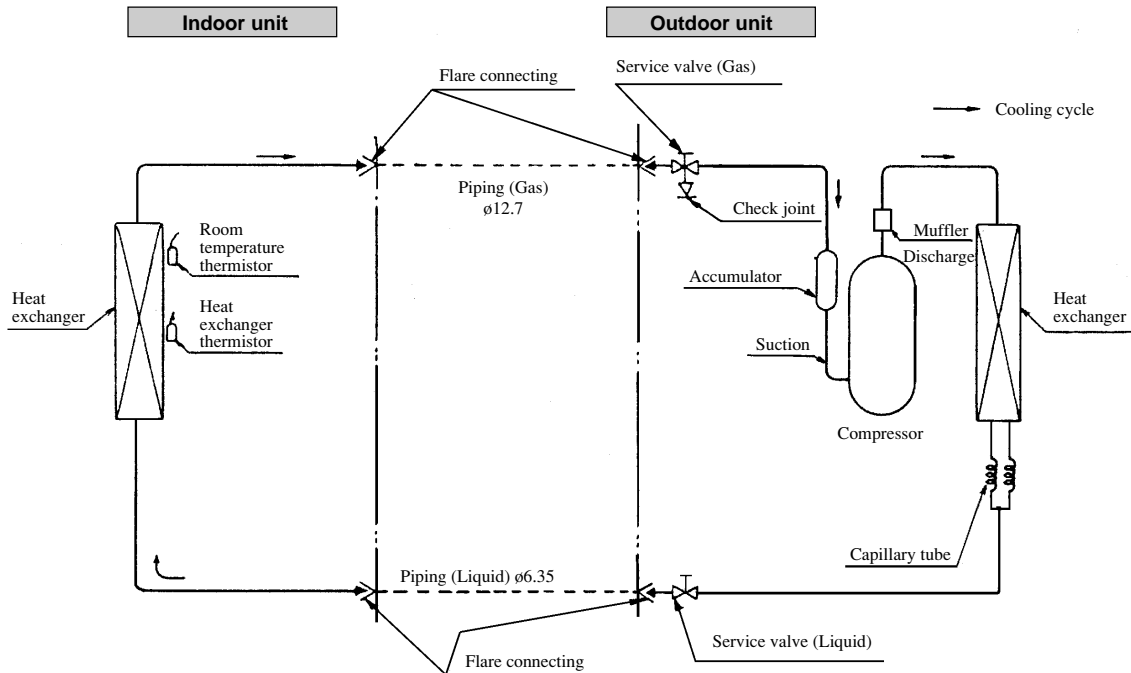 Indoor unit
Outdoor unit
Flare connecting
Service valve (Gas)
Cooling cycle
Piping (Gas)
ø12.7
Check joint
Muffler
Discharge
Room
temperature
thermistor
Accumulator
Heat
exchanger
Heat
exchanger
thermistor
Heat
exchanger
Suction
Compressor
Capillary tube
Piping (Liquid) ø6.35
Service valve (Liquid)
Flare connecting